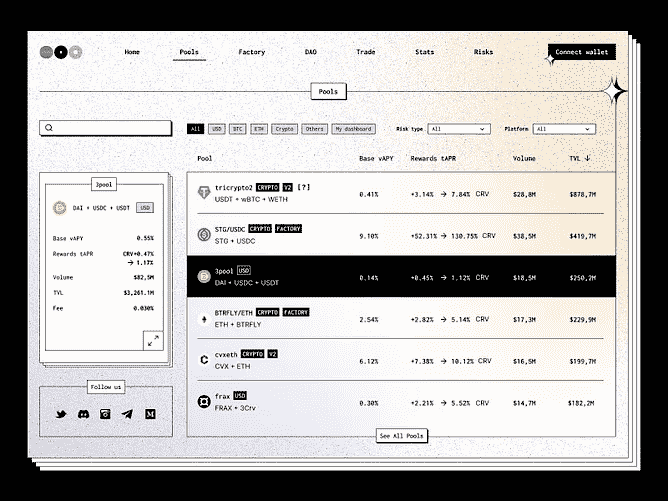 Home Pools Factory DAO Trade Stats Risks Connect wallet
Pools
All USD BTC ETH Crypto Others My dashboard Risk type All Platform All
Pool Base vAPY Rewards tAPR Volume TVL ↓
3pool
DAI + USDC + USDT USD
Base vAPY 0.55%
Rewards tAPR CRV+0.47%
→ 1.17%
Volume $82,5M
TVL $3,261.1M
Fee 0.030%
Follow us
tricrypto2 CRYPTO V2 [?]
USDT + wBTC + WETH
0.41% +3.14% → 7.84% CRV $28,8M $878,7M
STG/USDC CRYPTO FACTORY
STG + USDC
9.10% +52.31% → 130.75% CRV $38,5M $419,7M
3pool USD
DAI + USDC + USDT
0.14% +0.45% → 1.12% CRV $18,5M $250,2M
BTRFLY/ETH CRYPTO FACTORY
ETH + BTRFLY
2.54% +2.82% → 5.14% CRV $17,3M $229,9M
cvxeth CRYPTO V2
CVX + ETH
6.12% +7.38% → 10.12% CRV $16,5M $199,7M
frax USD
FRAX + 3Crv
0.30% +2.21% → 5.52% CRV $14,7M $182,2M
See All Pools